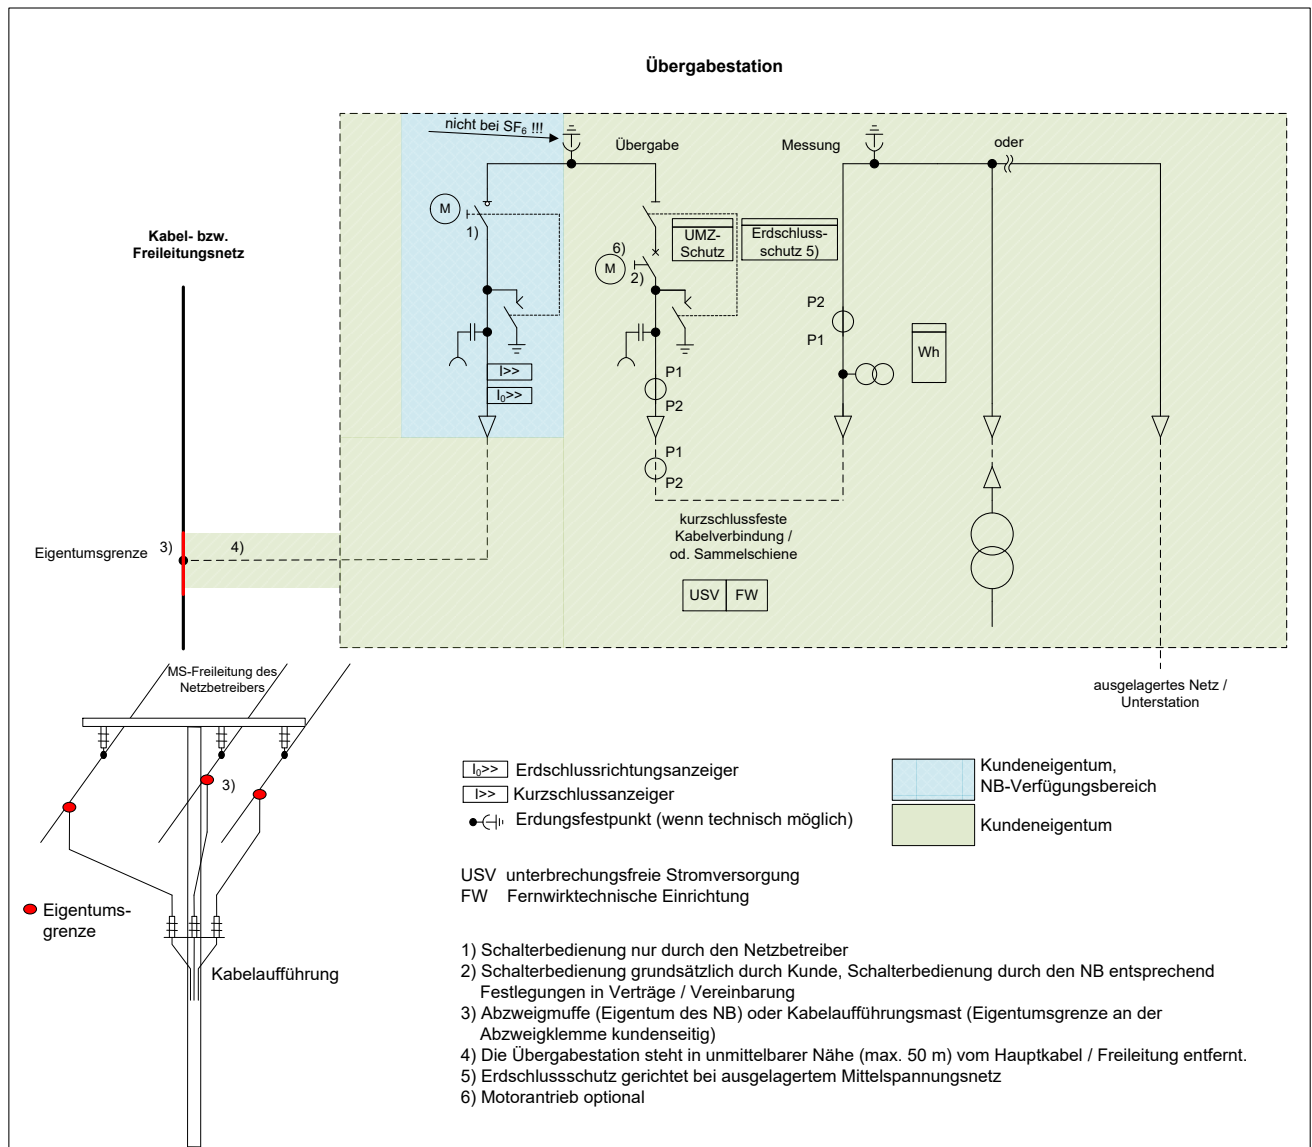 Übergabestation
nicht bei SF₆ !!!
Übergabe
Messung
oder
M
1)
Kabel- bzw.
Freileitungsnetz
UMZ-
Schutz
Erdschluss-
schutz 5)
6)
M
2)
P2
P1
Wh
I>>
I₀>>
P1
P2
P1
P2
kurzschlussfeste
Kabelverbindung /
od. Sammelschiene
Eigentumsgrenze
3)
4)
USV
FW
MS-Freileitung des
Netzbetreibers
ausgelagertes Netz /
Unterstation
3)
Eigentums-
grenze
Kabelaufführung
I₀>> Erdschlussrichtungsanzeiger
I>> Kurzschlussanzeiger
Erdungsfestpunkt (wenn technisch möglich)
Kundeneigentum,
NB-Verfügungsbereich
Kundeneigentum
USV unterbrechungsfreie Stromversorgung
FW Fernwirktechnische Einrichtung
1) Schalterbedienung nur durch den Netzbetreiber
2) Schalterbedienung grundsätzlich durch Kunde, Schalterbedienung durch den NB entsprechend
Festlegungen in Verträge / Vereinbarung
3) Abzweigmuffe (Eigentum des NB) oder Kabelaufführungsmast (Eigentumsgrenze an der
Abzweigklemme kundenseitig)
4) Die Übergabestation steht in unmittelbarer Nähe (max. 50 m) vom Hauptkabel / Freileitung entfernt.
5) Erdschlussschutz gerichtet bei ausgelagertem Mittelspannungsnetz
6) Motorantrieb optional